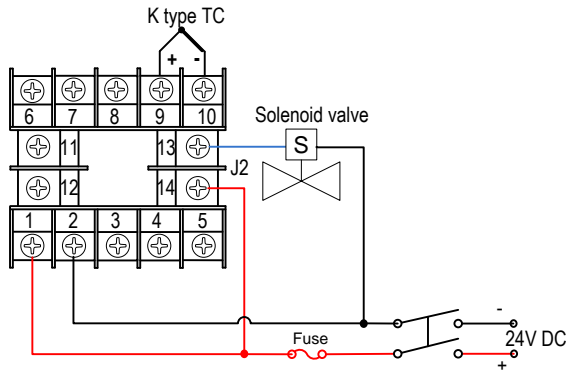 K type TC
+ -
6 7 8 9 10
Solenoid valve
11 13 S
J2
12 14
1 2 3 4 5
-
Fuse 24V DC
+